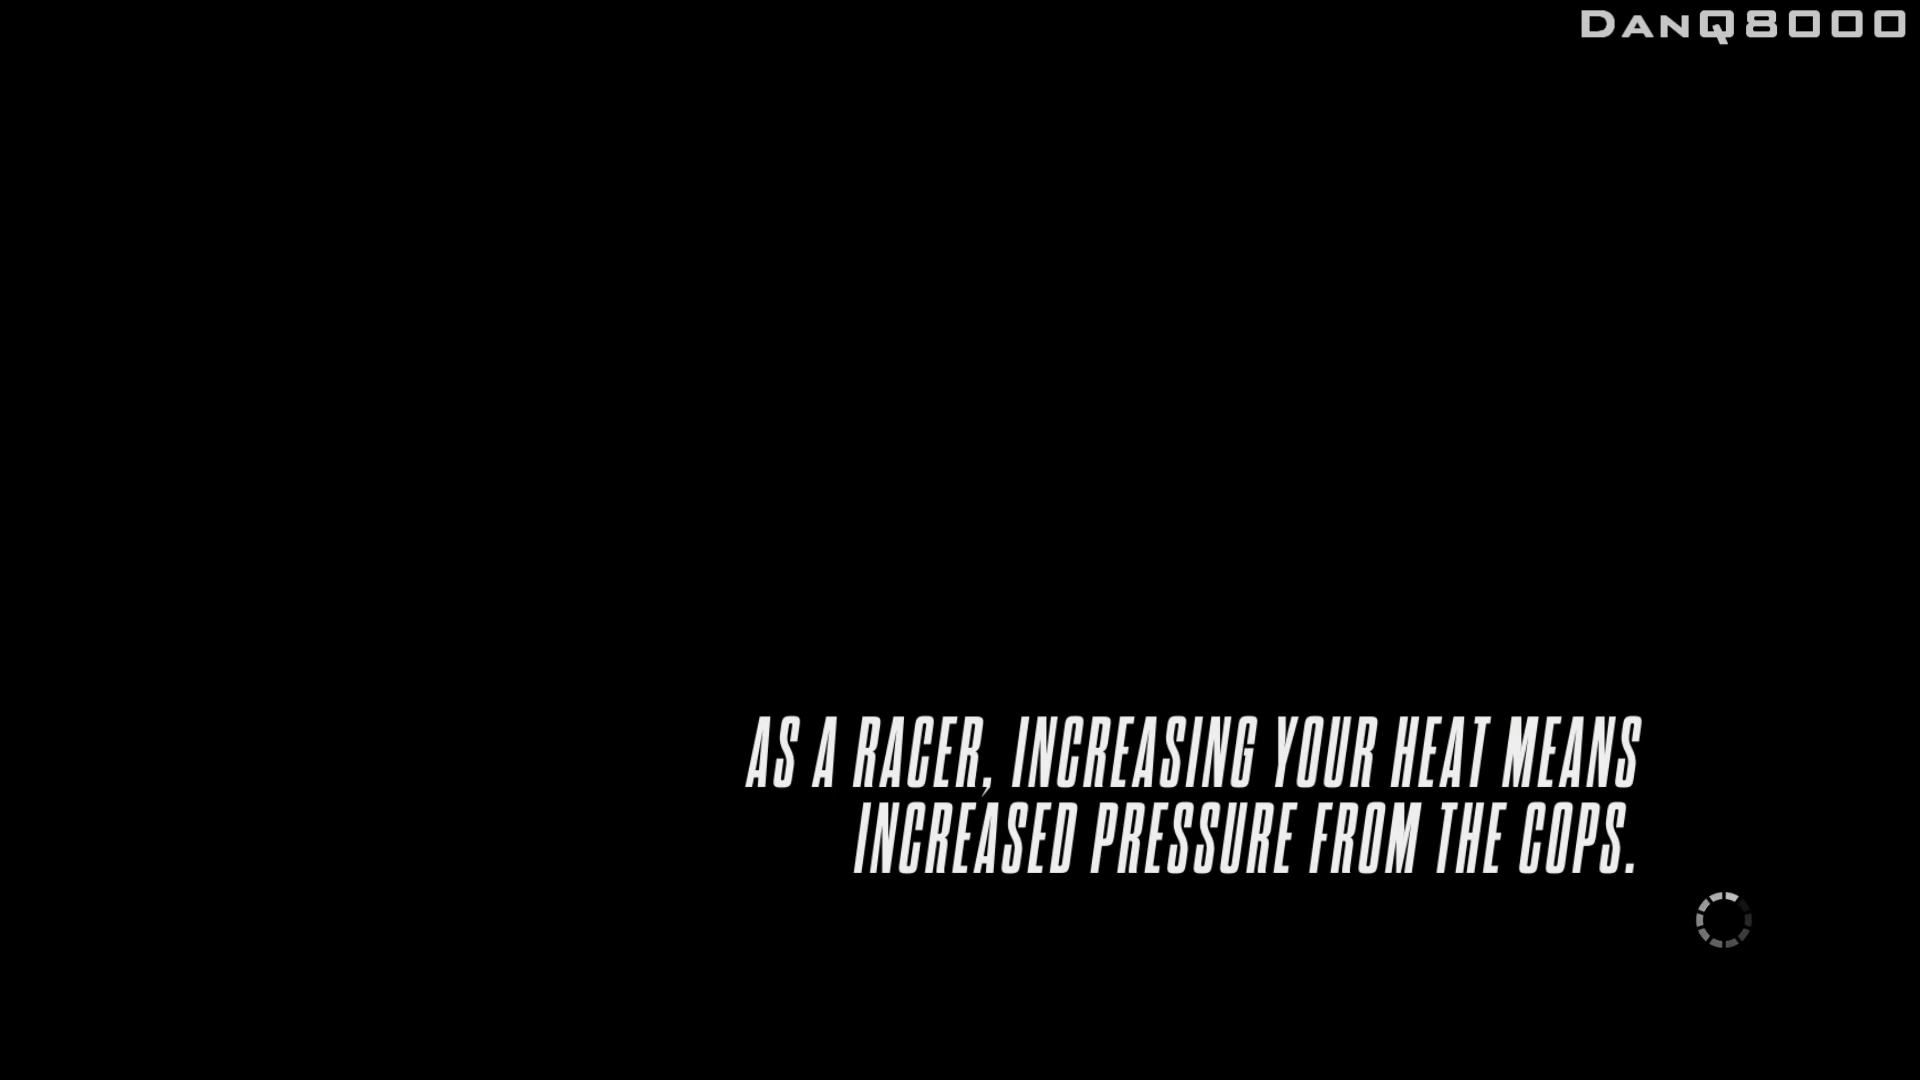 DanQ8000
AS A RACER, INCREASING YOUR HEAT MEANS
INCREASED PRESSURE FROM THE COPS.